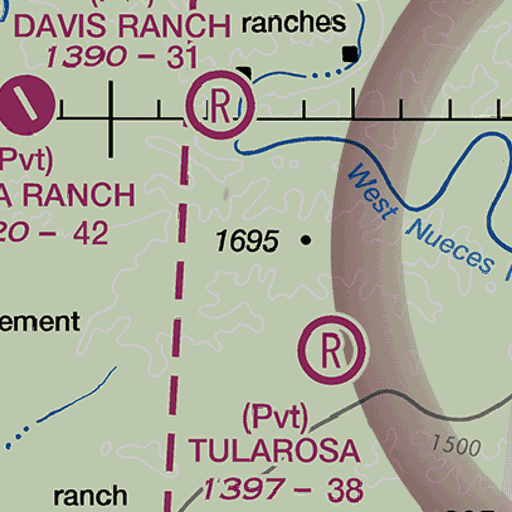 DAVIS RANCH
1390 – 31
ranches
R
Pvt)
A RANCH
20 – 42
West Nueces
1695
ement
R
(Pvt)
TULAROSA
1397 – 38
1500
ranch